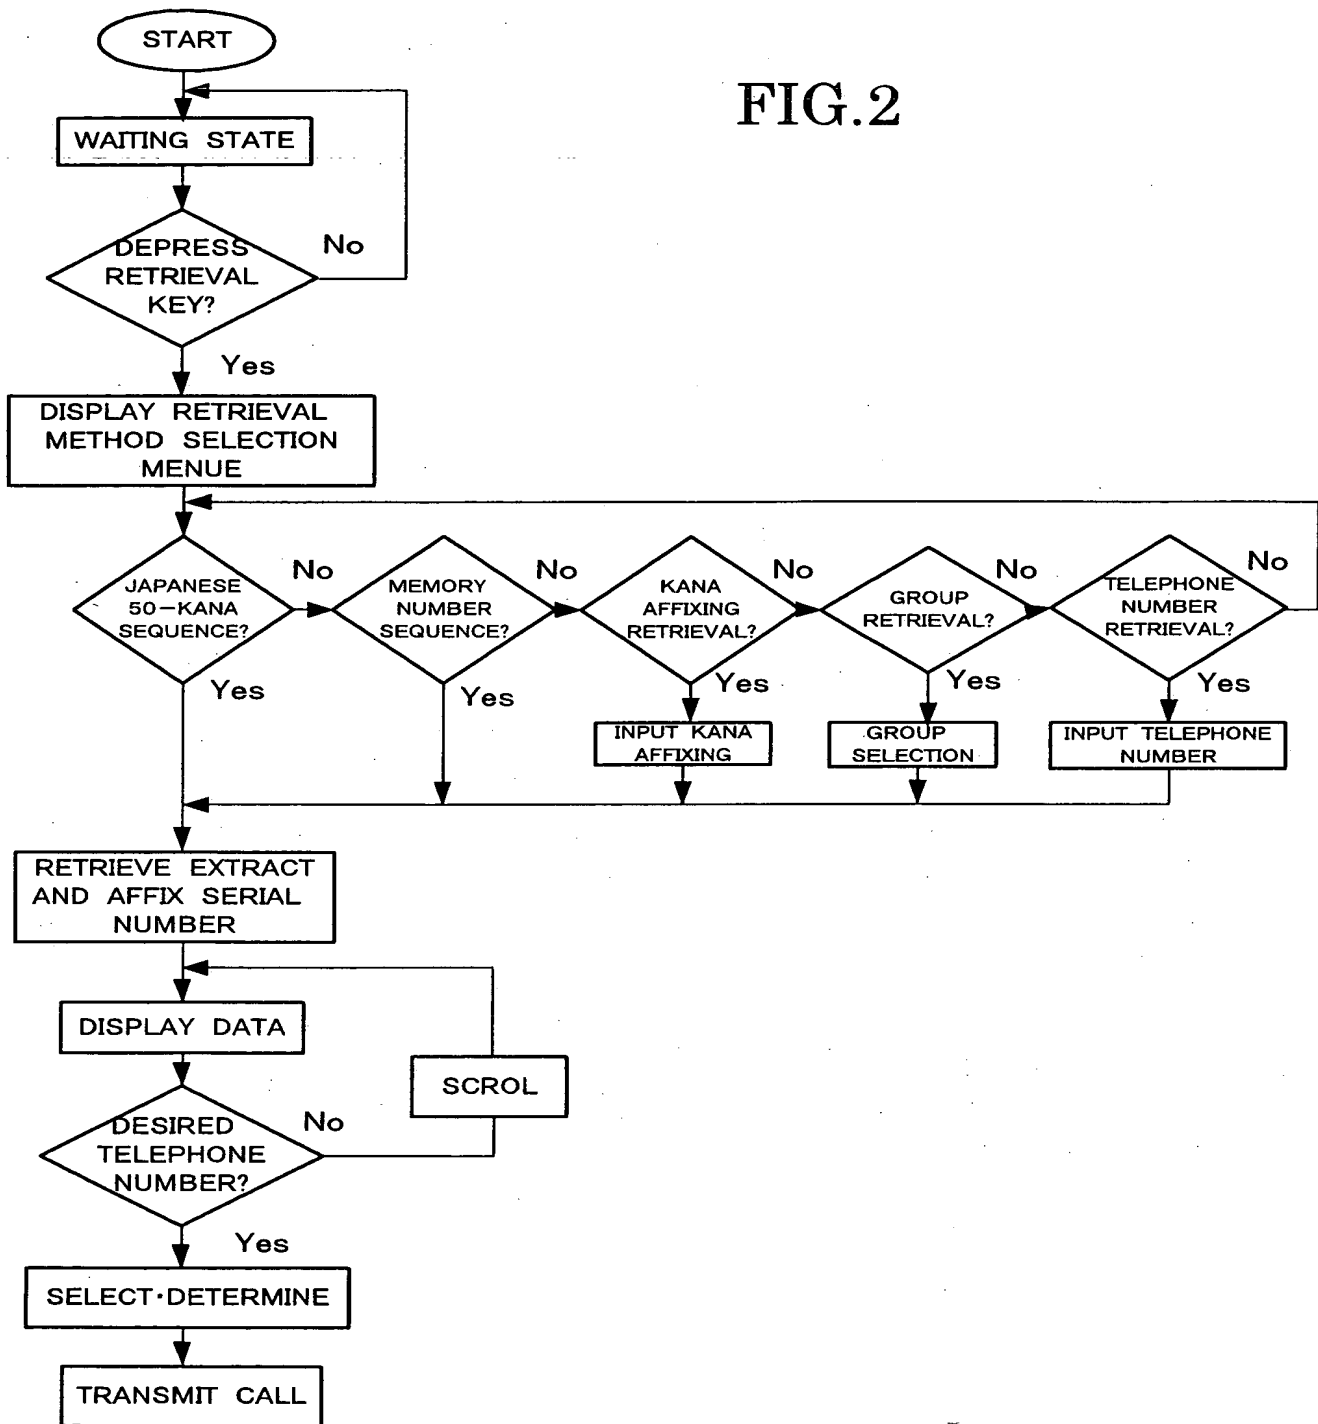 START
FIG.2
WAITING STATE
DEPRESS
RETRIEVAL
KEY?
No
Yes
DISPLAY RETRIEVAL
METHOD SELECTION
MENUE
JAPANESE
50-KANA
SEQUENCE?
No
Yes
MEMORY
NUMBER
SEQUENCE?
No
Yes
KANA
AFFIXING
RETRIEVAL?
No
Yes
INPUT KANA
AFFIXING
GROUP
RETRIEVAL?
No
Yes
GROUP
SELECTION
TELEPHONE
NUMBER
RETRIEVAL?
No
Yes
INPUT TELEPHONE
NUMBER
RETRIEVE EXTRACT
AND AFFIX SERIAL
NUMBER
DISPLAY DATA
SCROL
DESIRED
TELEPHONE
NUMBER?
No
Yes
SELECT・DETERMINE
TRANSMIT CALL